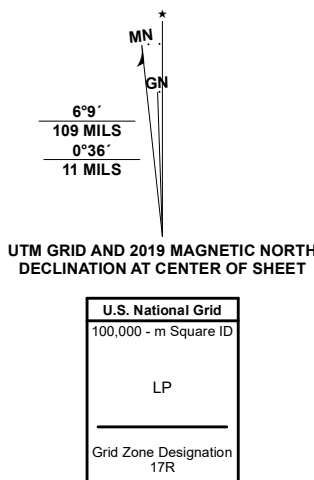 MN
GN
6°9´
109 MILS
0°36´
11 MILS
UTM GRID AND 2019 MAGNETIC NORTH
DECLINATION AT CENTER OF SHEET
U.S. National Grid
100,000 - m Square ID
LP
Grid Zone Designation
17R